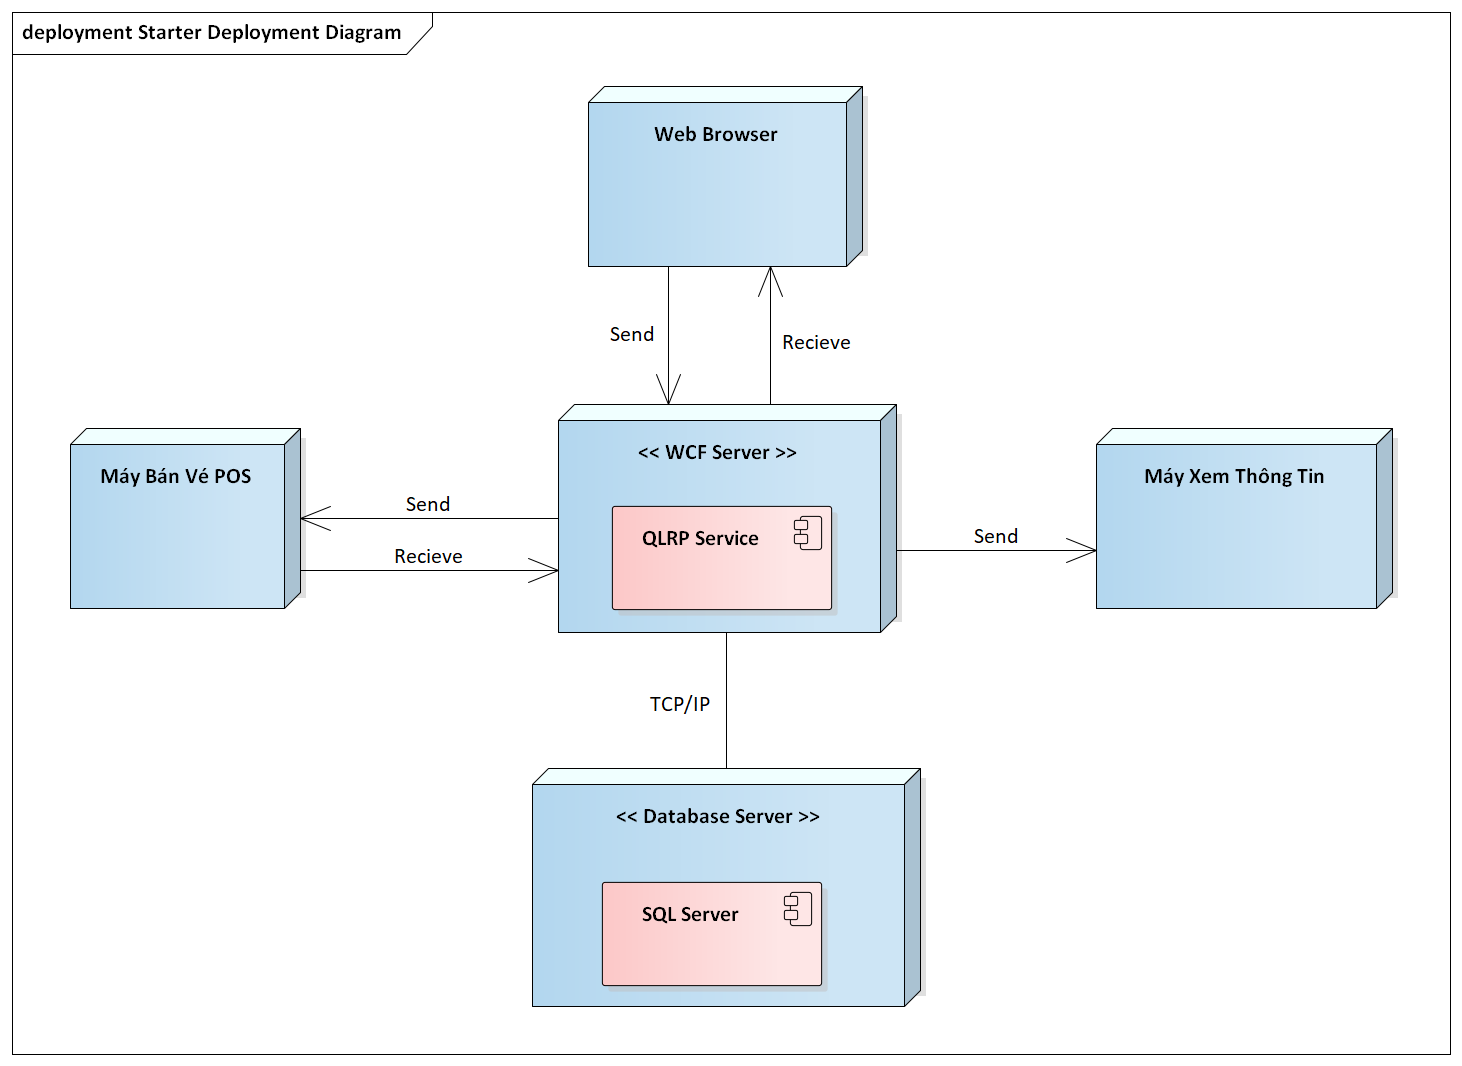 deployment Starter Deployment Diagram
Web Browser
Send
Recieve
<< WCF Server >>
Máy Bán Vé POS
Máy Xem Thông Tin
Send
QLRP Service
Send
Recieve
TCP/IP
<< Database Server >>
SQL Server